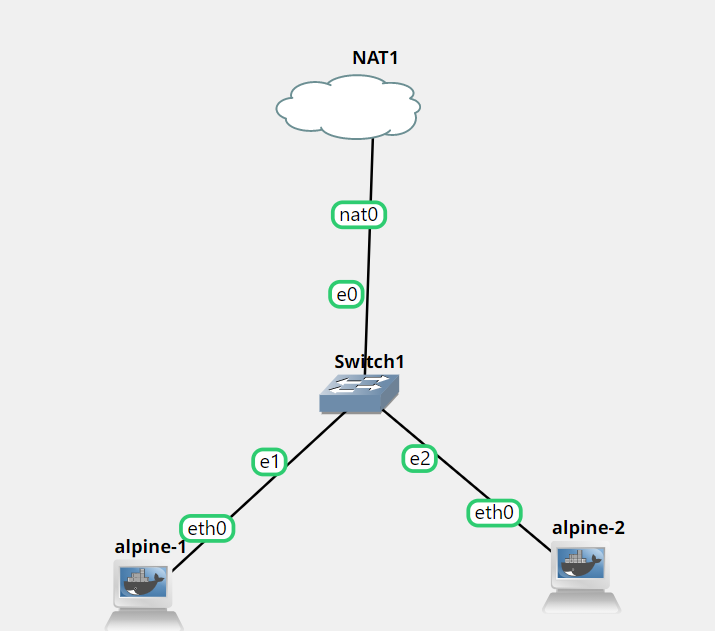 NAT1
nat0
e0
Switch1
e1
e2
eth0
eth0
alpine-1
alpine-2